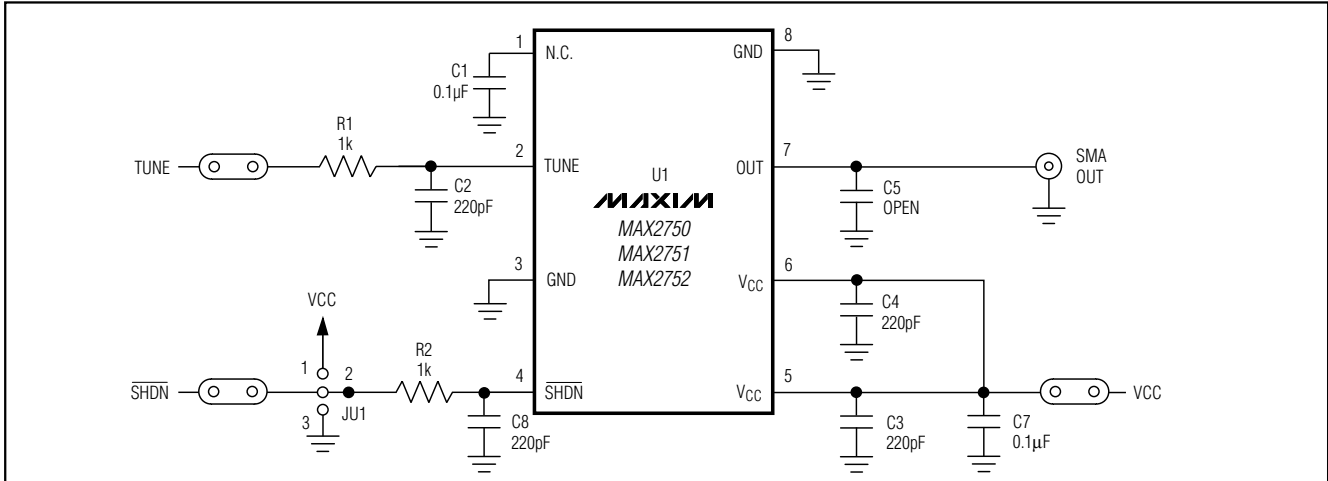 1
N.C.
C1
0.1µF
TUNE
R1
1k
2
TUNE
C2
220pF
3
GND
VCC
SHDN
1
2
3
JU1
R2
1k
4
SHDN
C8
220pF
U1
MAXIM
MAX2750
MAX2751
MAX2752
8
GND
7
OUT
SMA
OUT
C5
OPEN
6
VCC
C4
220pF
5
VCC
C3
220pF
C7
0.1µF
VCC